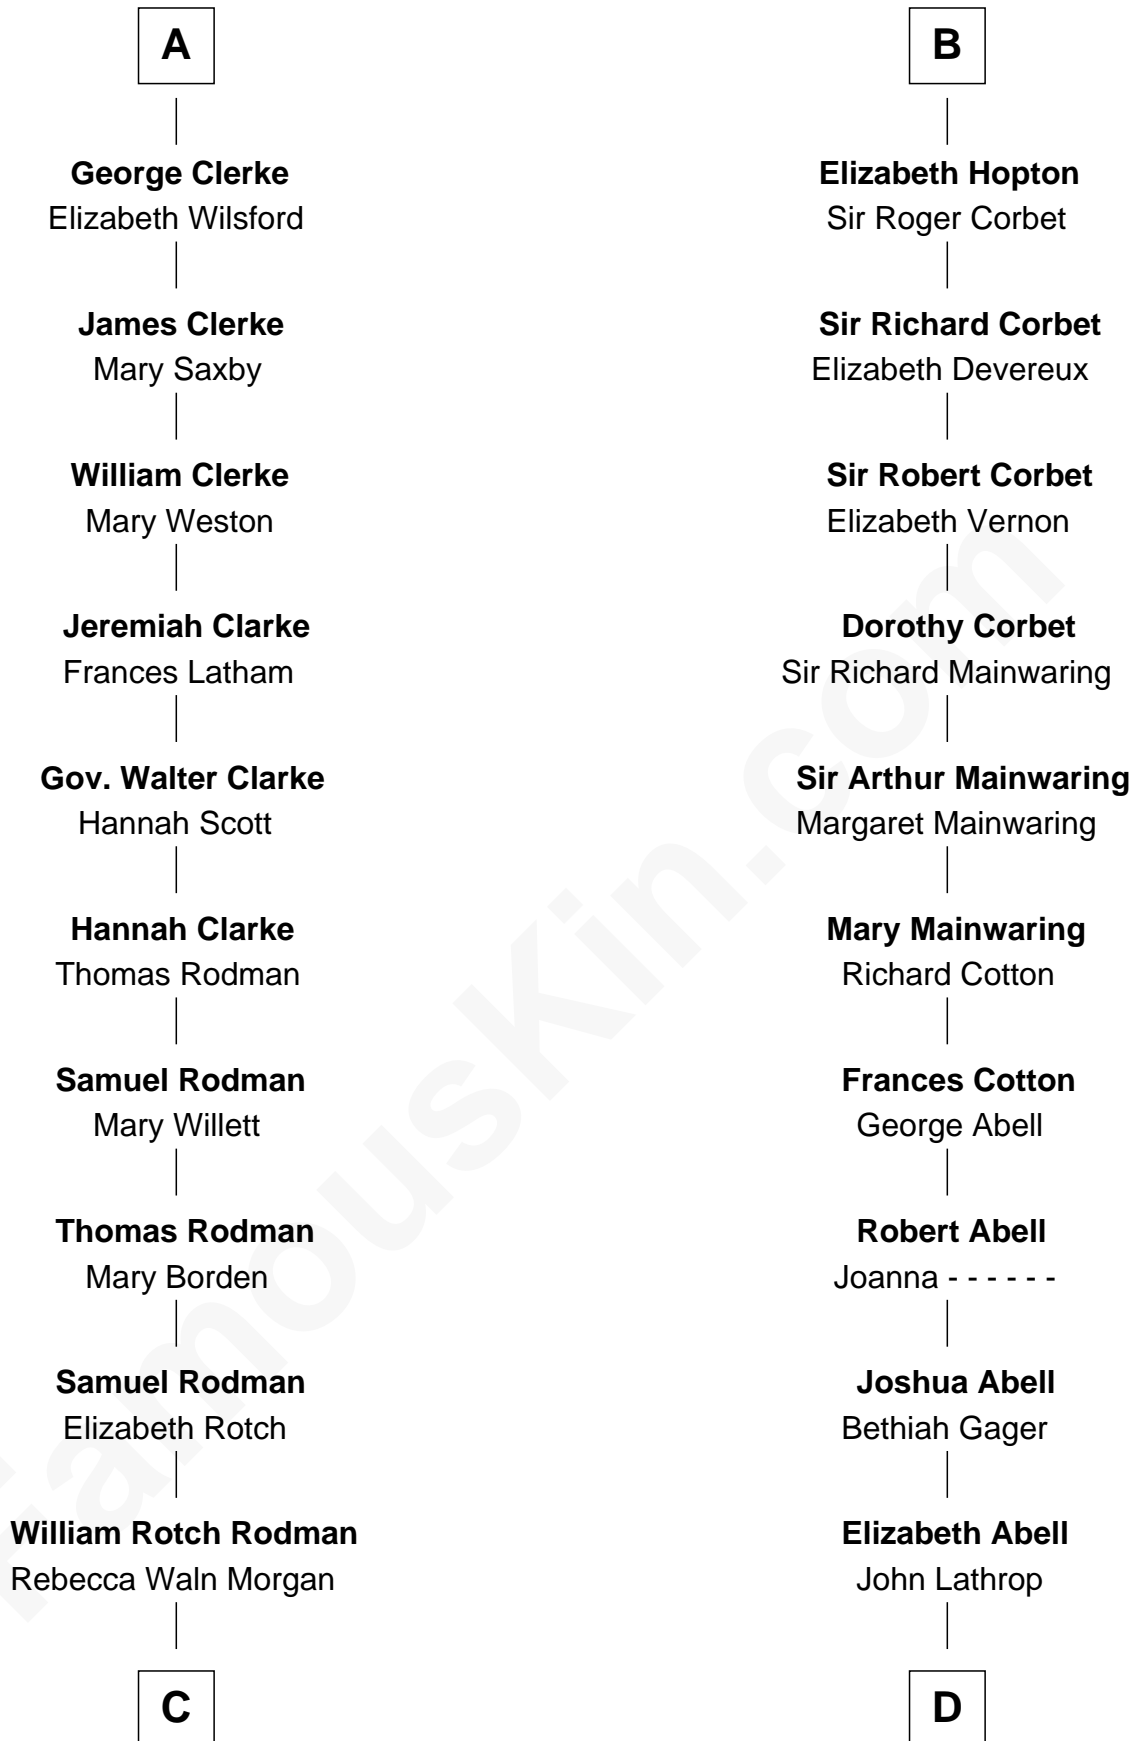 A
George Clerke
Elizabeth Wilsford
James Clerke
Mary Saxby
William Clerke
Mary Weston
Jeremiah Clarke
Frances Latham
Gov. Walter Clarke
Hannah Scott
Hannah Clarke
Thomas Rodman
Samuel Rodman
Mary Willett
Thomas Rodman
Mary Borden
Samuel Rodman
Elizabeth Rotch
William Rotch Rodman
Rebecca Waln Morgan
C
B
Elizabeth Hopton
Sir Roger Corbet
Sir Richard Corbet
Elizabeth Devereux
Sir Robert Corbet
Elizabeth Vernon
Dorothy Corbet
Sir Richard Mainwaring
Sir Arthur Mainwaring
Margaret Mainwaring
Mary Mainwaring
Richard Cotton
Frances Cotton
George Abell
Robert Abell
Joanna - - - - - -
Joshua Abell
Bethiah Gager
Elizabeth Abell
John Lathrop
D
FamousKin.com